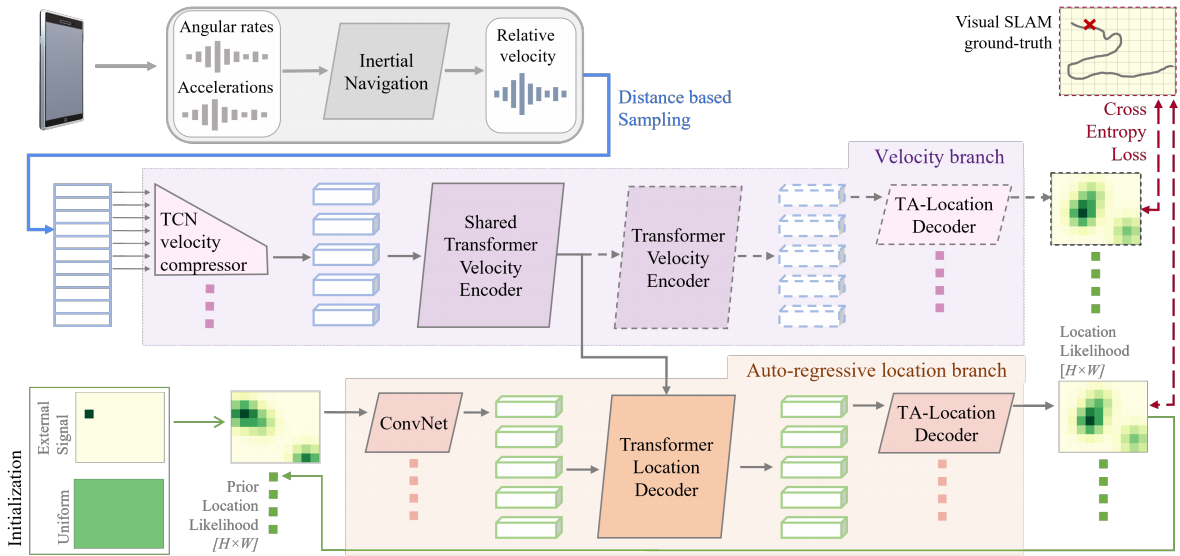 Angular rates
Accelerations
Inertial
Navigation
Relative
velocity
Distance based
Sampling
Visual SLAM
ground-truth
Cross
Entropy
Loss
Velocity branch
TCN
velocity
compressor
Shared
Transformer
Velocity
Encoder
Transformer
Velocity
Encoder
TA-Location
Decoder
Location
Likelihood
[H×W]
Auto-regressive location branch
Initialization
External
Signal
Uniform
Prior
Location
Likelihood
[H×W]
ConvNet
Transformer
Location
Decoder
TA-Location
Decoder